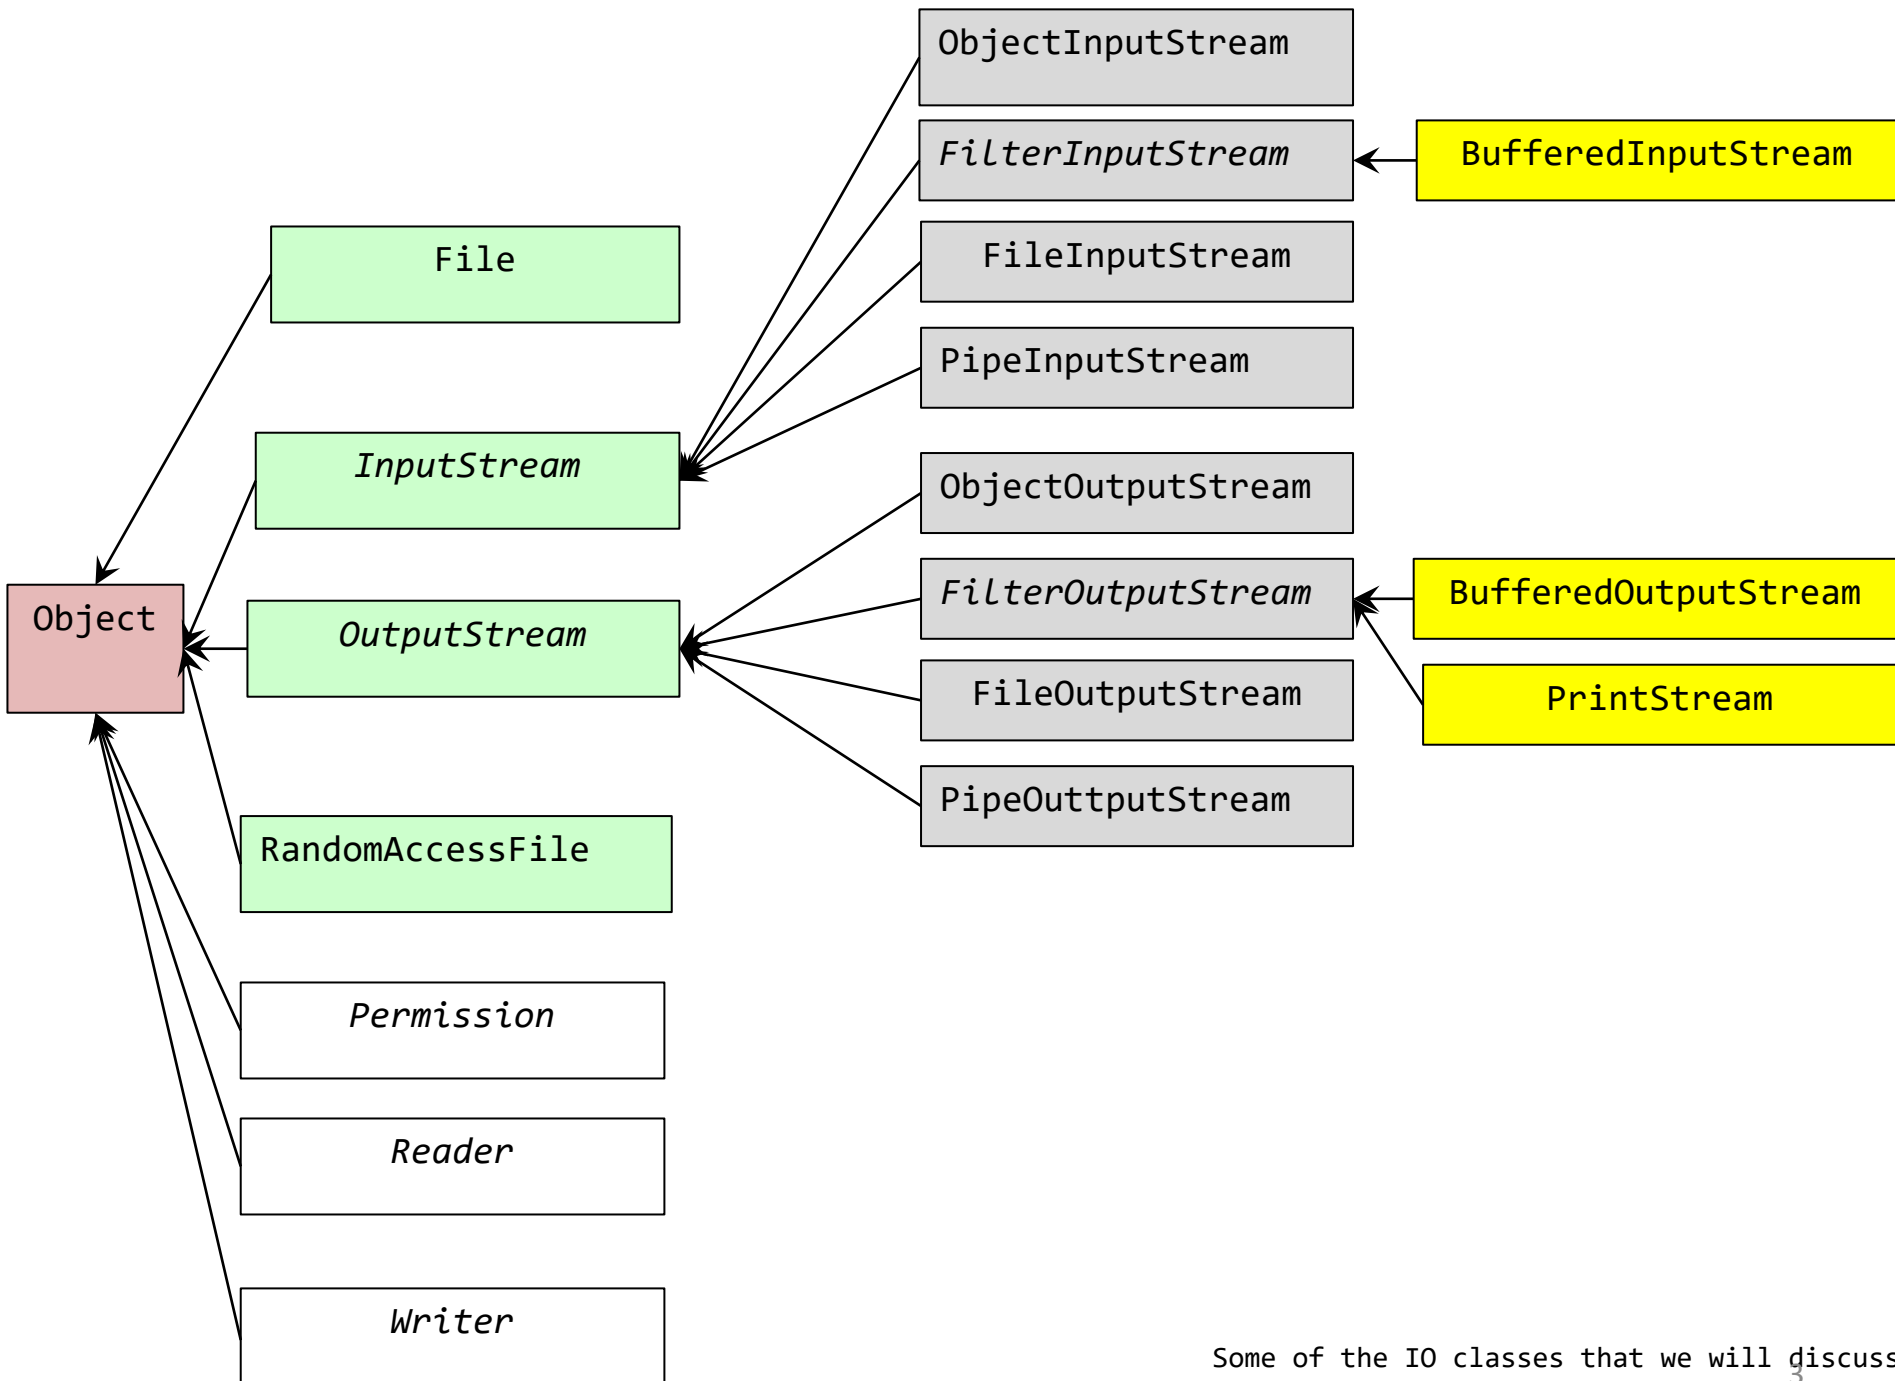 ObjectInputStream
FilterInputStream
BufferedInputStream
File
FileInputStream
PipeInputStream
InputStream
ObjectOutputStream
Object
OutputStream
FilterOutputStream
BufferedOutputStream
FileOutputStream
PrintStream
PipeOuttputStream
RandomAccessFile
Permission
Reader
Writer
Some of the IO classes that we will discuss
3